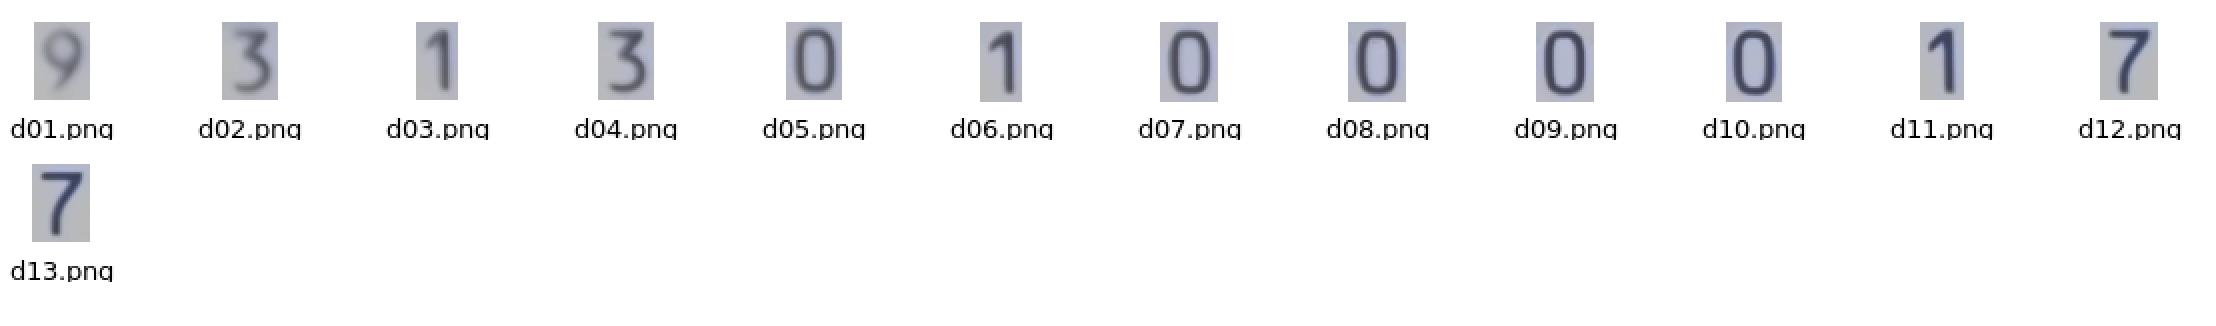 9 3 1 3 0 1 0 0 0 0 1 7
d01.png d02.png d03.png d04.png d05.png d06.png d07.png d08.png d09.png d10.png d11.png d12.png
7
d13.png